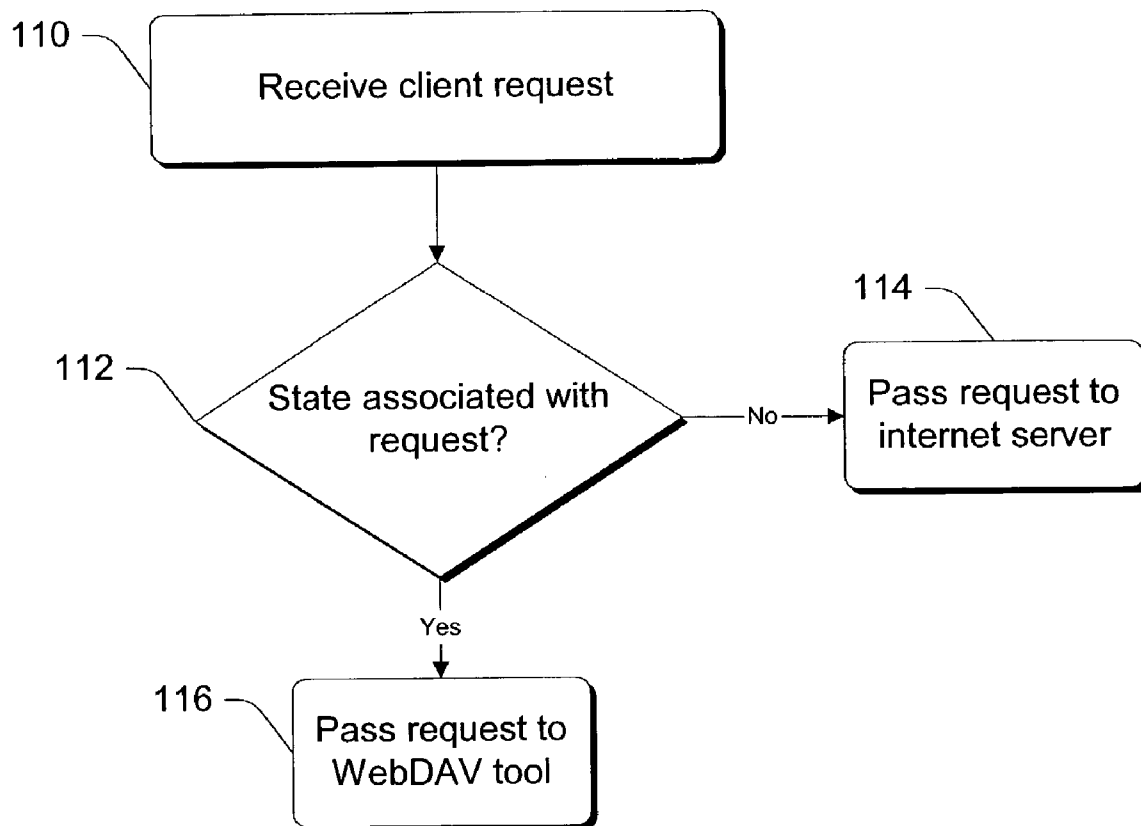 110
Receive client request
112
State associated with
request?
No
114
Pass request to
internet server
Yes
116
Pass request to
WebDAV tool